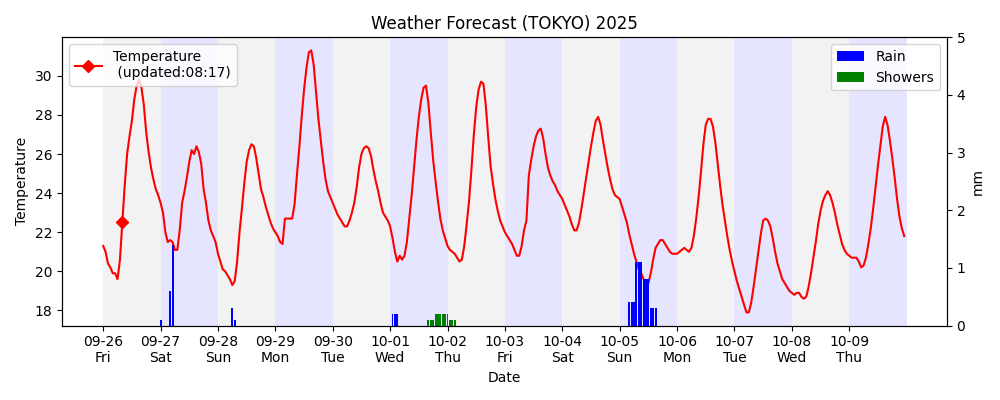 Weather Forecast (TOKYO) 2025
Temperature
(updated:08:17)
Rain
Showers
30
28
26
24
22
20
18
Temperature
5
4
3
2
1
0
mm
09-26 09-27 09-28 09-29 09-30 10-01 10-02 10-03 10-04 10-05 10-06 10-07 10-08 10-09
Fri Sat Sun Mon Tue Wed Thu Fri Sat Sun Mon Tue Wed Thu
Date